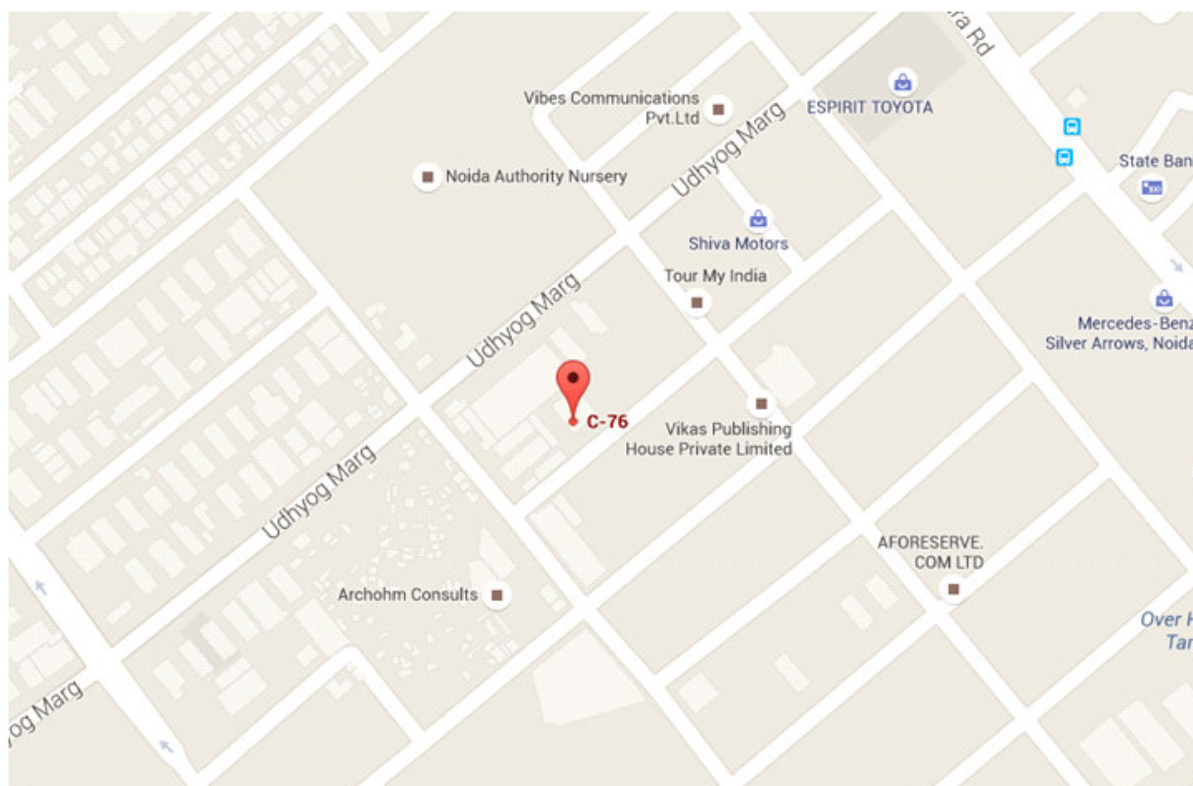 ra Rd
Vibes Communications
Pvt.Ltd
ESPIRIT TOYOTA
Udhyog Marg
State Ban
Noida Authority Nursery
Shiva Motors
Tour My India
Udhyog Marg
Mercedes-Benz
Silver Arrows, Noida
C-76
Vikas Publishing
House Private Limited
Udhyog Marg
AFORESERVE.
COM LTD
Archohm Consults
Over H
Tan
yog Marg